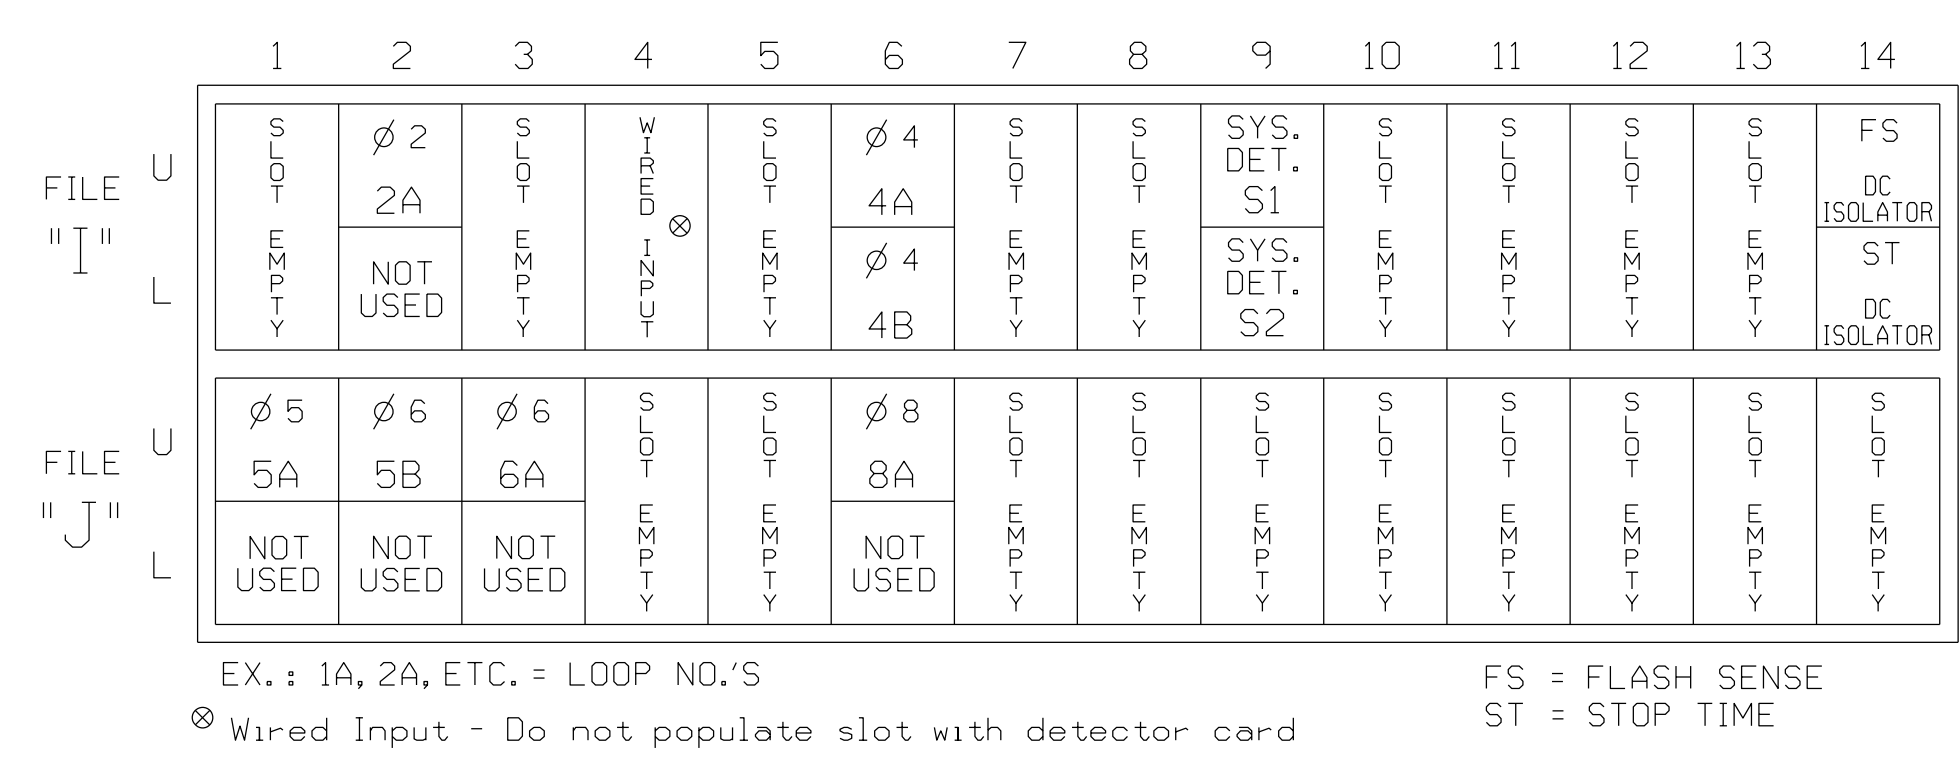 1 2 3 4 5 6 7 8 9 10 11 12 13 14
FILE "I"
U
L
SLOT EMPTY
Ø 2
2A
NOT USED
SLOT EMPTY
WIRED INPUT ⊗
SLOT EMPTY
Ø 4
4A
Ø 4
4B
SLOT EMPTY
SLOT EMPTY
SYS. DET. S1
SYS. DET. S2
SLOT EMPTY
SLOT EMPTY
SLOT EMPTY
SLOT EMPTY
FS
DC ISOLATOR
ST
DC ISOLATOR
FILE "J"
U
L
Ø 5
5A
NOT USED
Ø 6
5B
NOT USED
Ø 6
6A
NOT USED
SLOT EMPTY
SLOT EMPTY
Ø 8
8A
NOT USED
SLOT EMPTY
SLOT EMPTY
SLOT EMPTY
SLOT EMPTY
SLOT EMPTY
SLOT EMPTY
SLOT EMPTY
SLOT EMPTY
EX.: 1A, 2A, ETC. = LOOP NO.'S
⊗ Wired Input - Do not populate slot with detector card
FS = FLASH SENSE
ST = STOP TIME